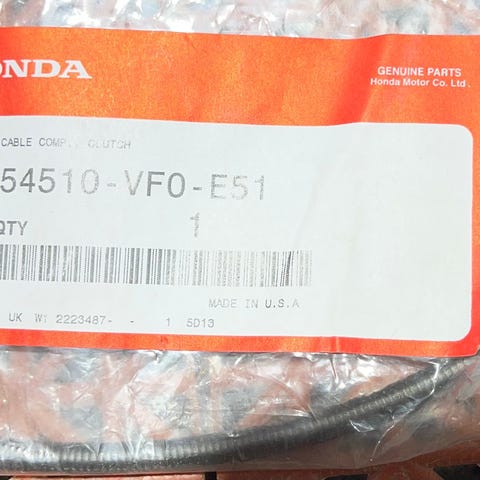 ONDA
GENUINE PARTS
Honda Motor Co. Ltd.
CABLE COMP., CLUTCH
54510-VF0-E51
QTY 1
MADE IN U.S.A
UK W: 2223487- - 1 5D13